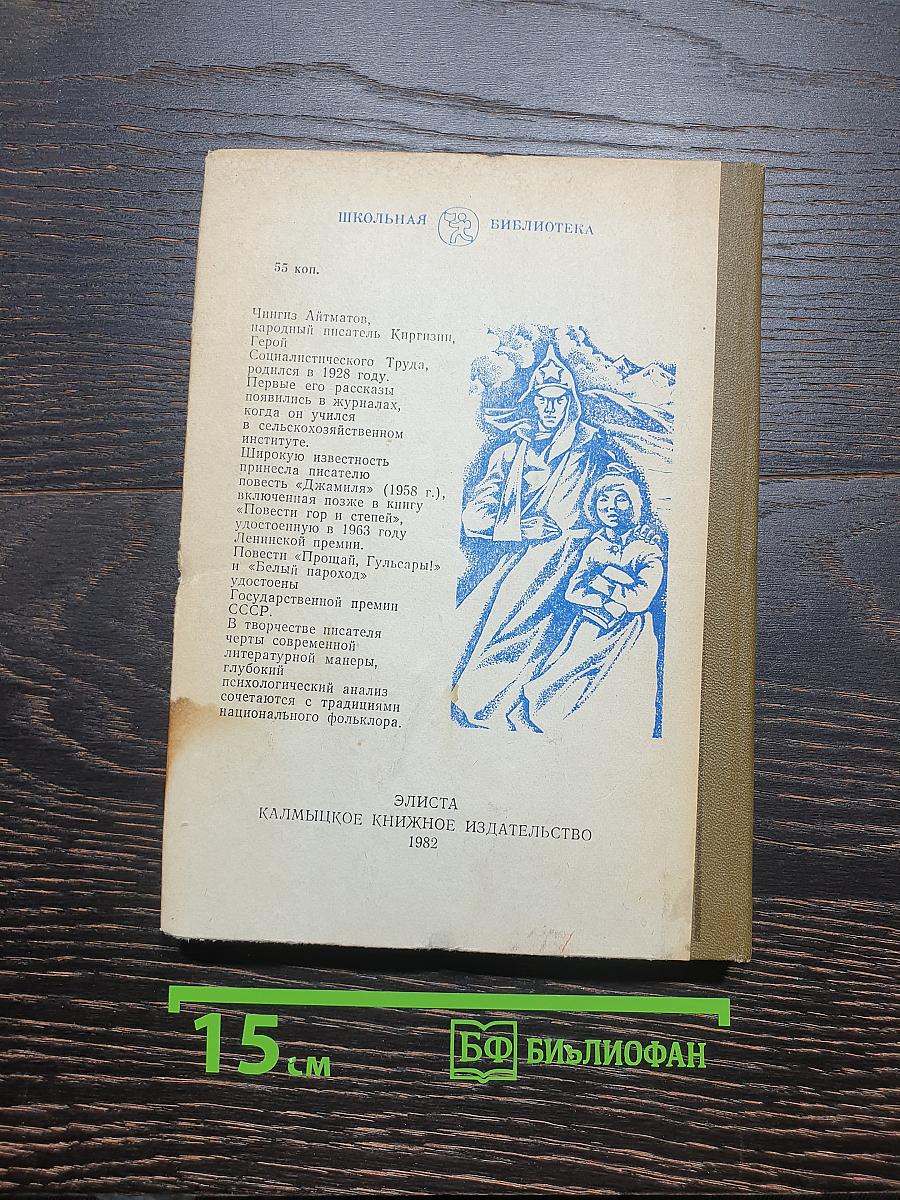 ШКОЛЬНАЯ БИБЛИОТЕКА
55 коп.
Чингиз Айтматов,
народный писатель Киргизии,
Герой
Социалистического Труда,
родился в 1928 году.
Первые его рассказы
появились в журналах,
когда он учился
в сельскохозяйственном
институте.
Широкую известность
принесла писателю
повесть «Джамиля» (1958 г.),
включенная позже в книгу
«Повести гор и степей»,
удостоенную в 1963 году
Ленинской премии.
Повести «Прощай, Гульсары!»
и «Белый пароход»
удостоены
Государственной премии
СССР.
В творчестве писателя
черты современной
литературной манеры,
глубокий
психологический анализ
сочетаются с традициями
национального фольклора.
ЭЛИСТА
КАЛМЫЦКОЕ КНИЖНОЕ ИЗДАТЕЛЬСТВО
1982
15 см
БФ БИБЛИОФАН